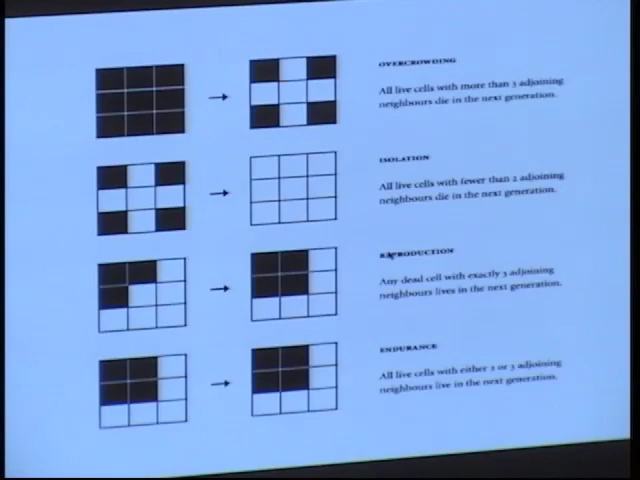 OVERCROWDING
All live cells with more than 3 adjoining
neighbours die in the next generation.
ISOLATION
All live cells with fewer than 2 adjoining
neighbours die in the next generation.
REPRODUCTION
Any dead cell with exactly 3 adjoining
neighbours lives in the next generation.
ENDURANCE
All live cells with either 2 or 3 adjoining
neighbours live in the next generation.